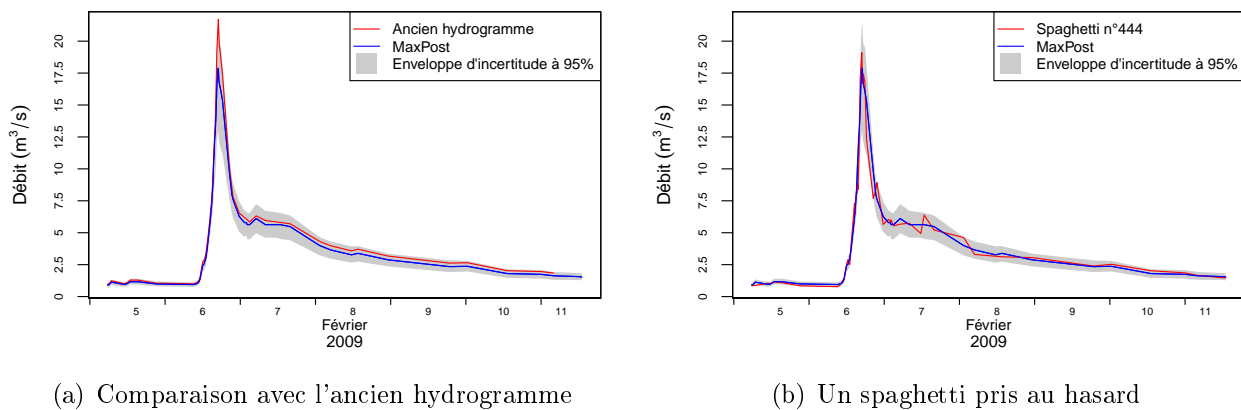 Ancien hydrogramme
MaxPost
Enveloppe d'incertitude à 95%
Débit (m³/s)
20
17.5
15
12.5
10
7.5
5
2.5
0
5
6
7
8
9
10
11
Février
2009
(a) Comparaison avec l'ancien hydrogramme
Spaghetti n°444
MaxPost
Enveloppe d'incertitude à 95%
Débit (m³/s)
20
17.5
15
12.5
10
7.5
5
2.5
0
5
6
7
8
9
10
11
Février
2009
(b) Un spaghetti pris au hasard